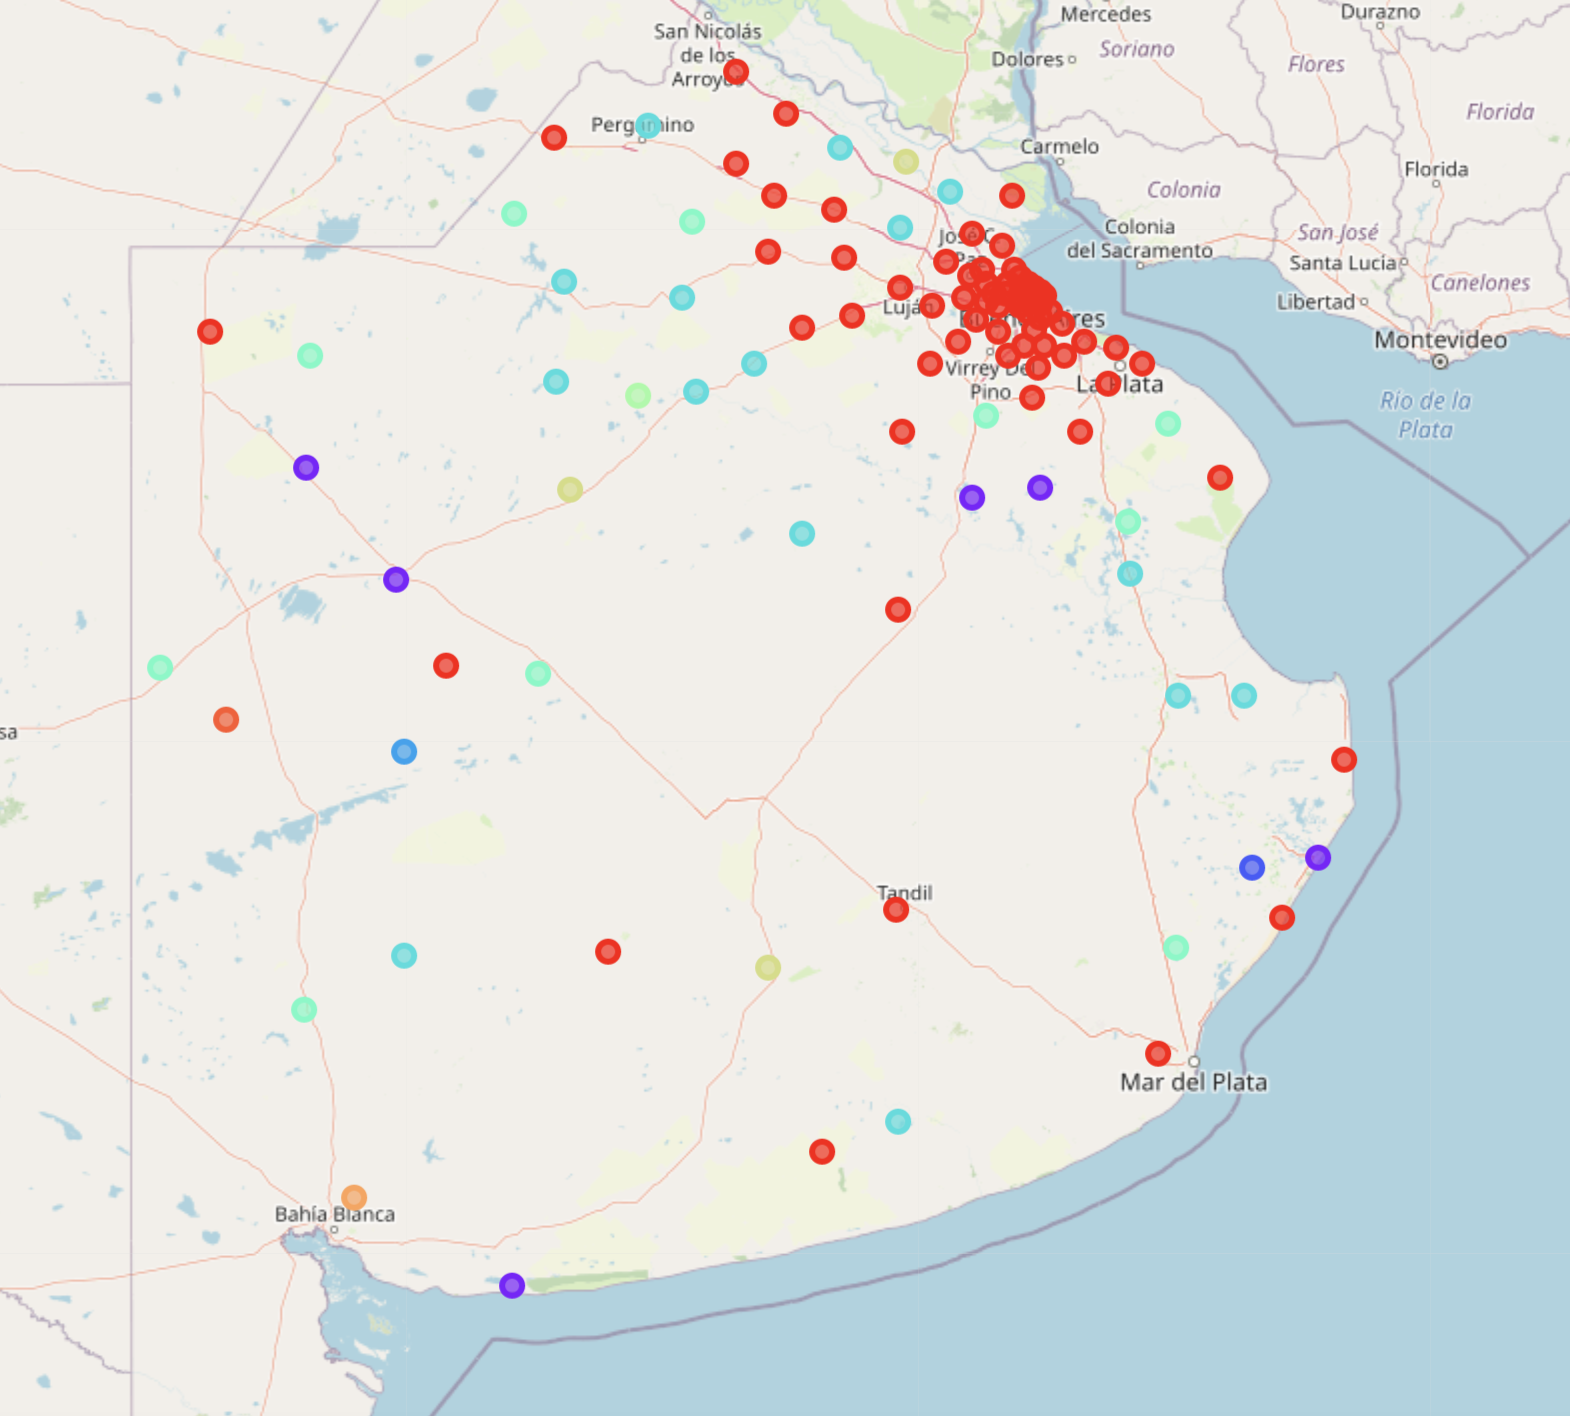 Mercedes
Durazno
San Nicolás
de los
Arroyos
Soriano
Dolores
Flores
Florida
Pergamino
Carmelo
Florida
Colonia
Colonia
del Sacramento
San José
José C.
Paz
Santa Lucía
Canelones
Libertad
Luján
Buenos Aires
Montevideo
Virrey Del
Pino
La Plata
Río de la
Plata
sa
Tandil
Mar del Plata
Bahía Blanca